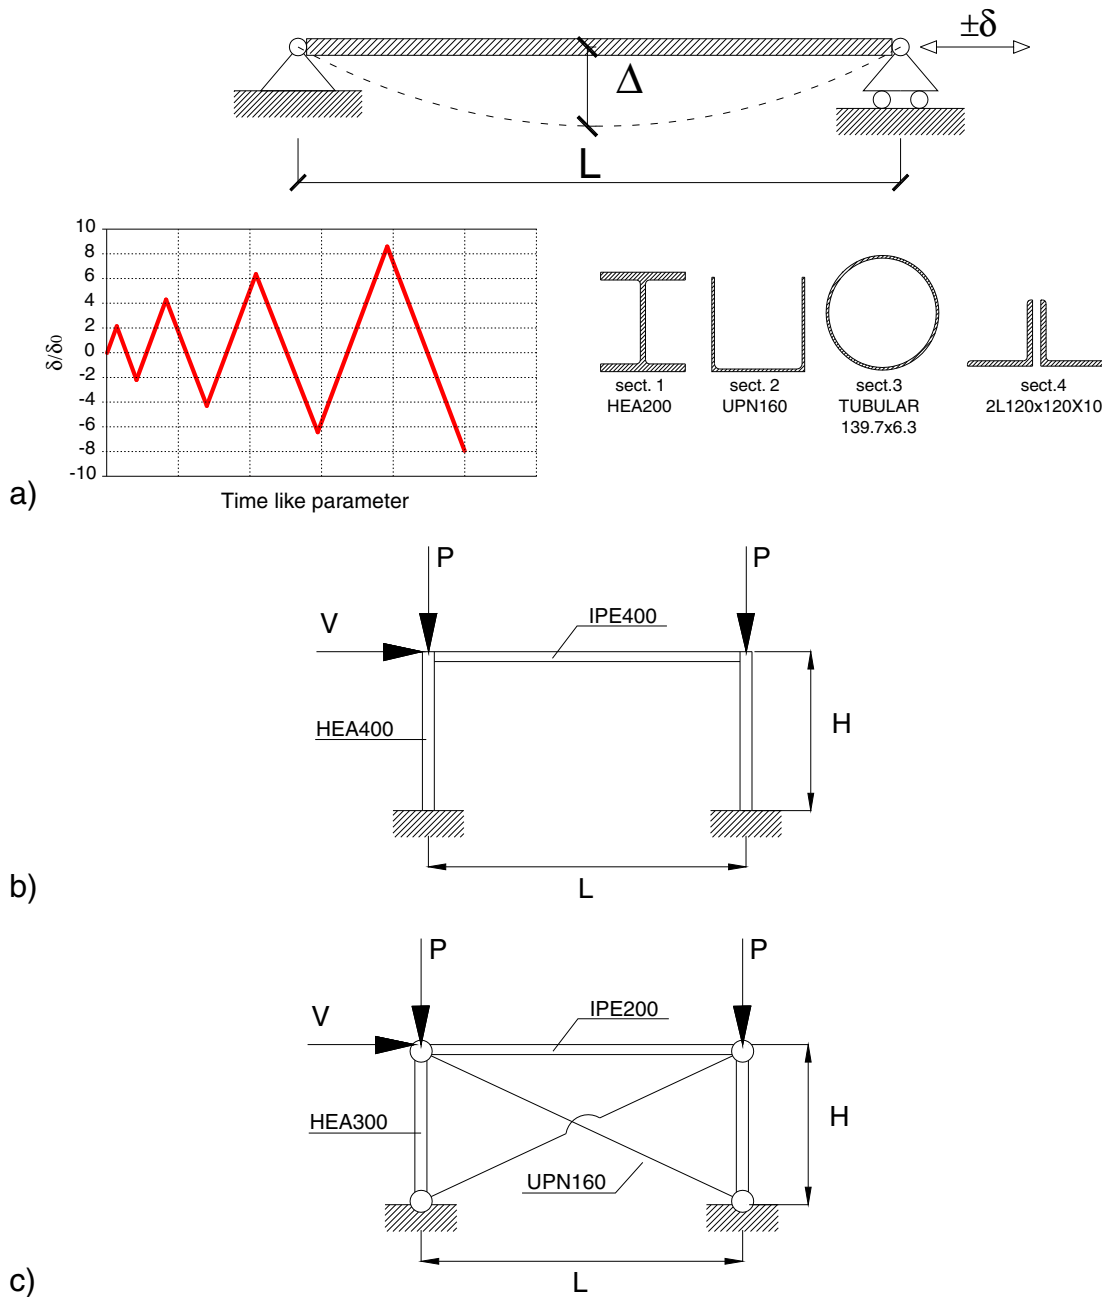 ±δ
Δ
L
10
8
6
4
2
0
-2
-4
-6
-8
-10
δ/δ0
Time like parameter
sect. 1
HEA200
sect. 2
UPN160
sect.3
TUBULAR
139.7x6.3
sect.4
2L120x120X10
a)
P
P
V
IPE400
HEA400
H
L
b)
P
P
V
IPE200
HEA300
H
UPN160
L
c)